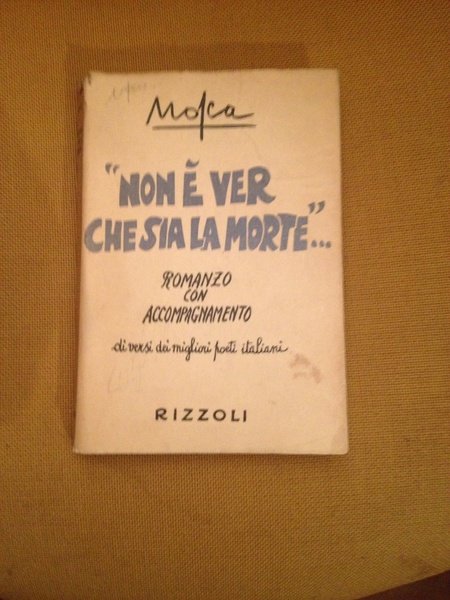 Mosca
"NON È VER
CHE SIA LA MORTE"...
ROMANZO
CON
ACCOMPAGNAMENTO
di versi dei migliori poeti italiani
RIZZOLI